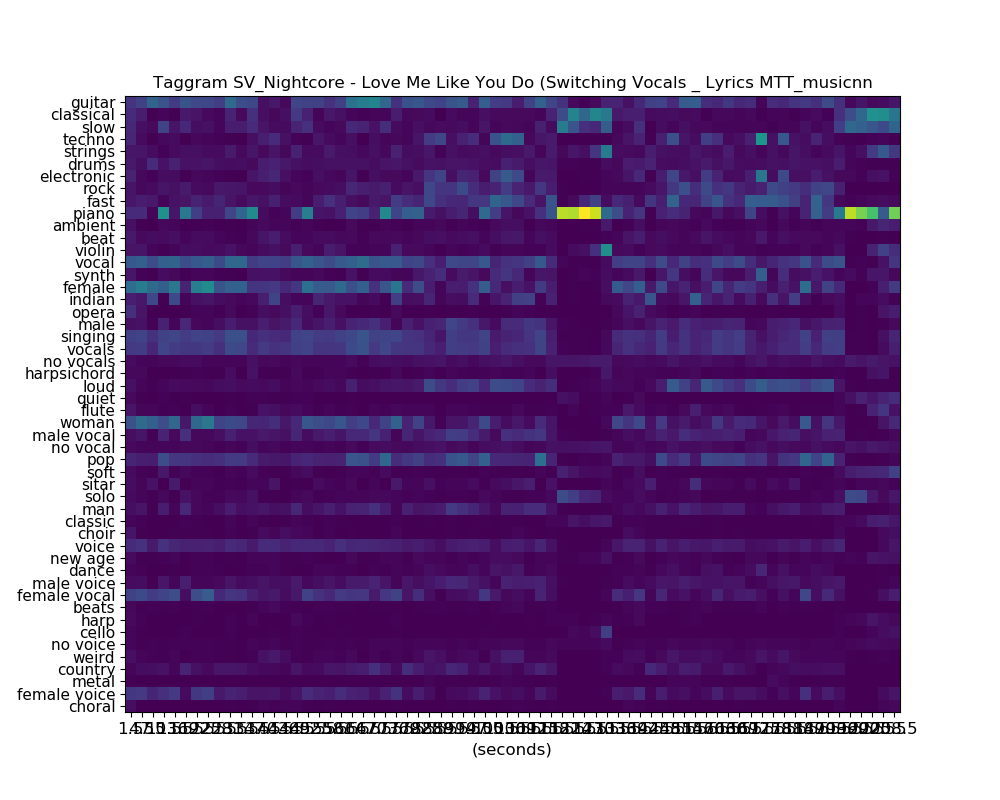 Taggram SV_Nightcore - Love Me Like You Do (Switching Vocals _ Lyrics MTT_musicnn
guitar
classical
slow
techno
strings
drums
electronic
rock
fast
piano
ambient
beat
violin
vocal
synth
female
indian
opera
male
singing
vocals
no vocals
harpsichord
loud
quiet
flute
woman
male vocal
no vocal
pop
soft
sitar
solo
man
classic
choir
voice
new age
dance
male voice
female vocal
beats
harp
cello
no voice
weird
country
metal
female voice
choral
(seconds)